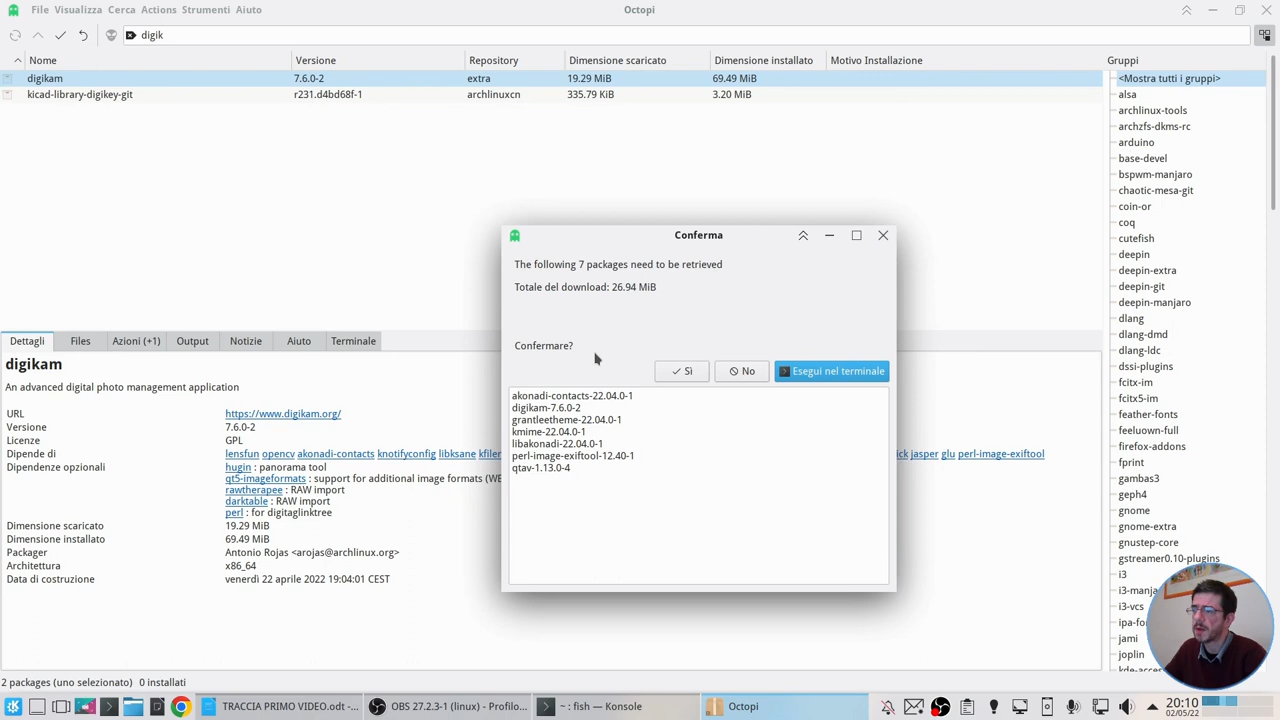 File Visualizza Cerca Azioni Strumenti Aiuto
Octopi
digik
Nome Versione Repository Dimensione scaricato Dimensione installato Motivo Installazione
digikam 7.6.0-2 extra 19.29 MiB 69.49 MiB
kicad-library-digikey-git r231.d4bd68f-1 archlinuxcn 335.79 KiB 3.20 MiB
Gruppi
<Mostra tutti i gruppi>
alsa
archlinux-tools
archzfs-dkms-rc
arduino
base-devel
bspwm-manjaro
chaotic-mesa-git
coin-or
coq
cutefish
deepin
deepin-extra
deepin-git
deepin-manjaro
dlang
dlang-dmd
dlang-ldc
dssi-plugins
fcitx-im
fcitx5-im
feather-fonts
feeluown-full
firefox-addons
fprint
gambas3
geph4
gnome
gnome-extra
gnustep-core
gstreamer0.10-plugins
i3
i3-manja
i3-vcs
ipa-fo
jami
joplin
kde-acces
Conferma
The following 7 packages need to be retrieved
Totale del download: 26.94 MiB
Confermare?
Sì No Esegui nel terminale
akonadi-contacts-22.04.0-1
digikam-7.6.0-2
grantleetheme-22.04.0-1
kmime-22.04.0-1
libakonadi-22.04.0-1
perl-image-exiftool-12.40-1
qtav-1.13.0-4
Dettagli Files Azioni (+1) Output Notizie Aiuto Terminale
digikam
An advanced digital photo management application
URL https://www.digikam.org/
Versione 7.6.0-2
Licenze GPL
Dipende di lensfun opencv akonadi-contacts knotifyconfig libksane kfilen ick jasper glu perl-image-exiftool
Dipendenze opzionali hugin : panorama tool
qt5-imageformats : support for additional image formats (WE
rawtherapee : RAW import
darktable : RAW import
perl : for digitaglinktree
Dimensione scaricato 19.29 MiB
Dimensione installato 69.49 MiB
Packager Antonio Rojas <arojas@archlinux.org>
Architettura x86_64
Data di costruzione venerdì 22 aprile 2022 19:04:01 CEST
2 packages (uno selezionato) 0 installati
TRACCIA PRIMO VIDEO.odt -...
OBS 27.2.3-1 (linux) - Profilo...
~ : fish — Konsole
Octopi
20:10
02/05/22